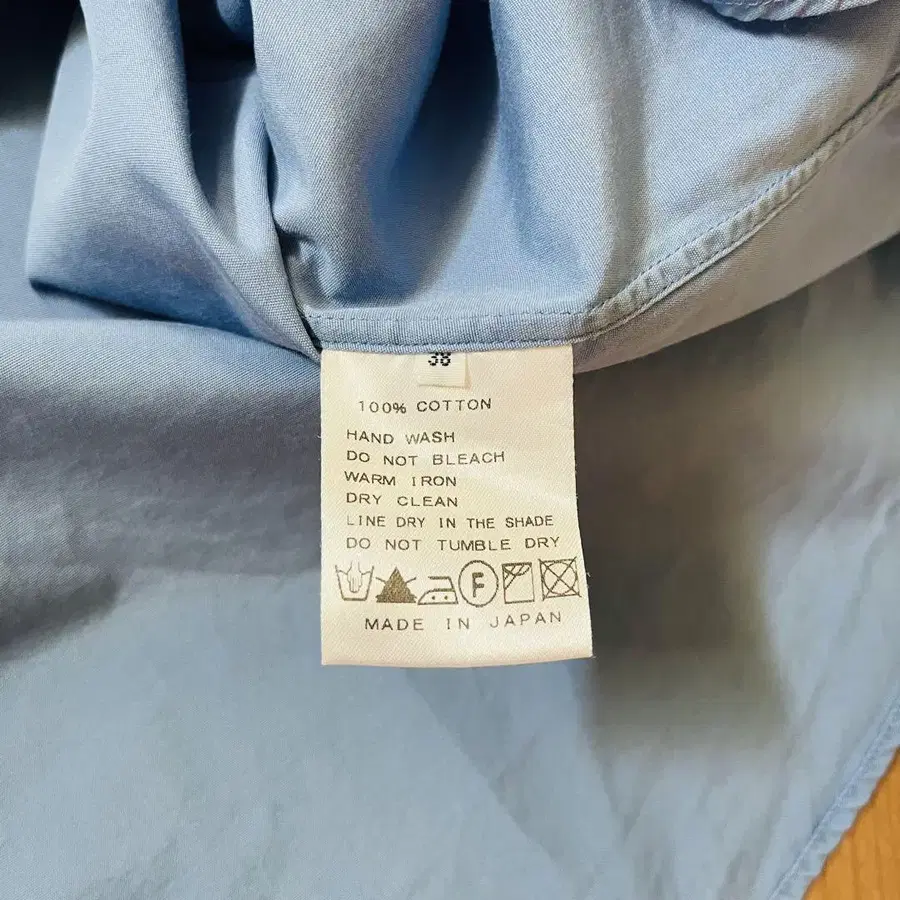 38
100% COTTON
HAND WASH
DO NOT BLEACH
WARM IRON
DRY CLEAN
LINE DRY IN THE SHADE
DO NOT TUMBLE DRY
F
MADE IN JAPAN